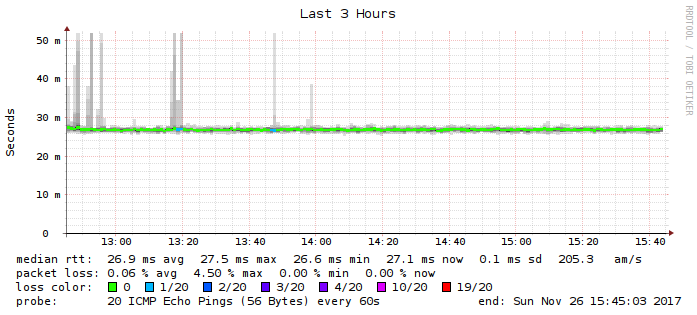 Last 3 Hours
RRDTOOL / TOBI OETIKER
Seconds
50 m
40 m
30 m
20 m
10 m
0
13:00 13:20 13:40 14:00 14:20 14:40 15:00 15:20 15:40
median rtt: 26.9 ms avg 27.5 ms max 26.6 ms min 27.1 ms now 0.1 ms sd 205.3 am/s
packet loss: 0.06 % avg 4.50 % max 0.00 % min 0.00 % now
loss color: 0 1/20 2/20 3/20 4/20 10/20 19/20
probe: 20 ICMP Echo Pings (56 Bytes) every 60s end: Sun Nov 26 15:45:03 2017